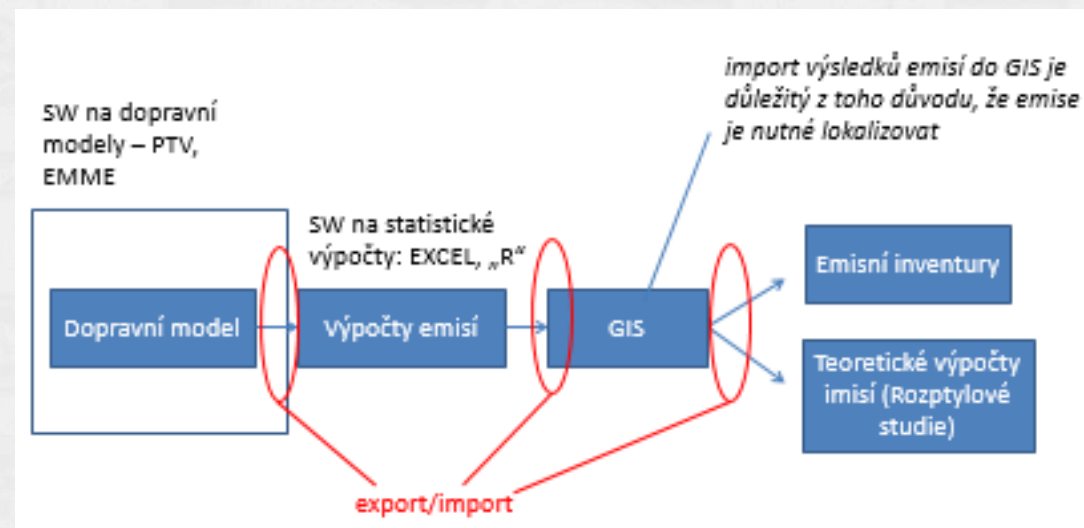 SW na dopravní
modely – PTV,
EMME
import výsledků emisí do GIS je
důležitý z toho důvodu, že emise
je nutné lokalizovat
SW na statistické
výpočty: EXCEL, „R“
Dopravní model
Výpočty emisí
GIS
Emisní inventury
Teoretické výpočty
imisí (Rozptylové
studie)
export/import